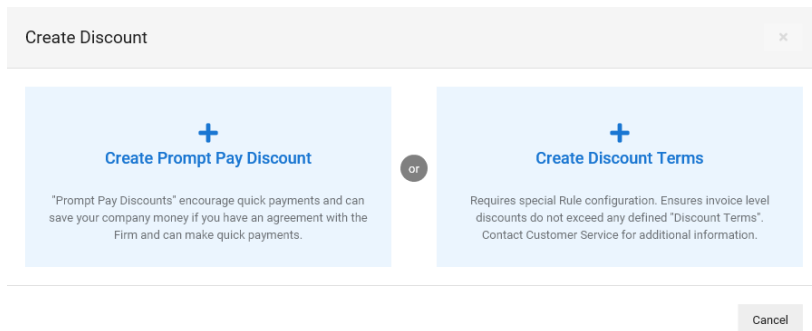 Create Discount
×
Create Prompt Pay Discount
"Prompt Pay Discounts" encourage quick payments and can
save your company money if you have an agreement with the
Firm and can make quick payments.
or
Create Discount Terms
Requires special Rule configuration. Ensures invoice level
discounts do not exceed any defined "Discount Terms".
Contact Customer Service for additional information.
Cancel